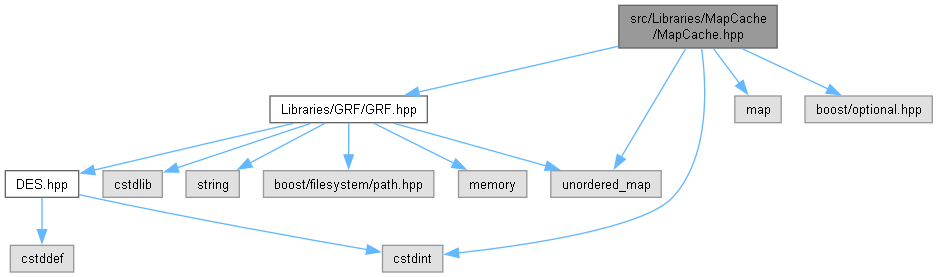 src/Libraries/MapCache
/MapCache.hpp
Libraries/GRF/GRF.hpp
map
boost/optional.hpp
DES.hpp
cstdlib
string
boost/filesystem/path.hpp
memory
unordered_map
cstddef
cstdint